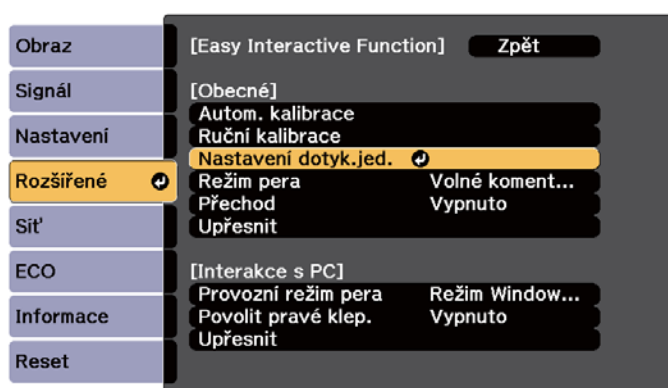 Obraz
Signál
Nastavení
Rozšířené
Síť
ECO
Informace
Reset
[Easy Interactive Function] Zpět
[Obecné]
Autom. kalibrace
Ruční kalibrace
Nastavení dotyk.jed.
Režim pera Volné koment...
Přechod Vypnuto
Upřesnit
[Interakce s PC]
Provozní režim pera Režim Window...
Povolit pravé klep. Vypnuto
Upřesnit